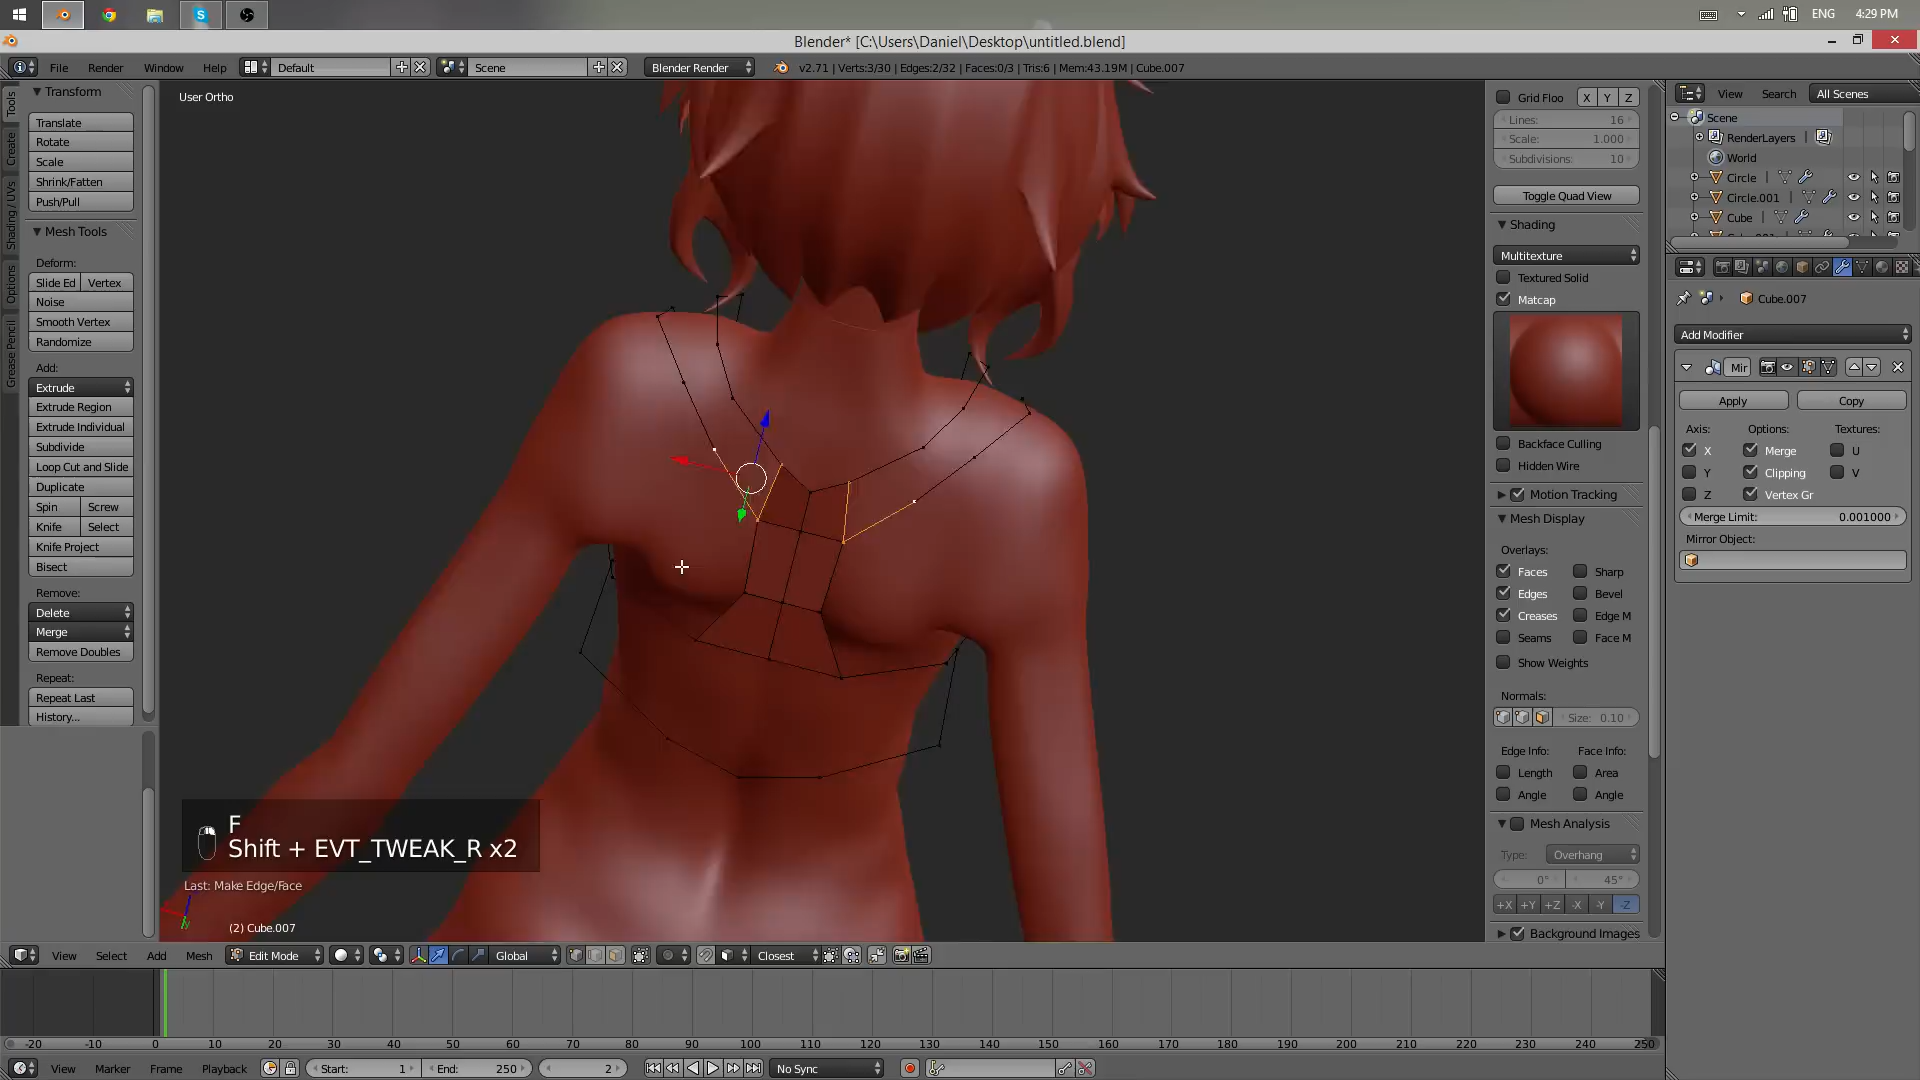 ENG
4:29 PM
Blender* [C:\Users\Daniel\Desktop\untitled.blend]
File
Render
Window
Help
Default
Scene
Blender Render
v2.71 | Verts:3/30 | Edges:2/32 | Faces:0/3 | Tris:6 | Mem:43.19M | Cube.007
Tools
Create
Shading / UVs
Options
Grease Pencil
Transform
Translate
Rotate
Scale
Shrink/Fatten
Push/Pull
Mesh Tools
Deform:
Slide Ed
Vertex
Noise
Smooth Vertex
Randomize
Add:
Extrude
Extrude Region
Extrude Individual
Subdivide
Loop Cut and Slide
Duplicate
Spin
Screw
Knife
Select
Knife Project
Bisect
Remove:
Delete
Merge
Remove Doubles
Repeat:
Repeat Last
History...
User Ortho
F
Shift + EVT_TWEAK_R x2
Last: Make Edge/Face
(2) Cube.007
Grid Floo
X
Y
Z
Lines: 16
Scale: 1.000
Subdivisions: 10
Toggle Quad View
Shading
Multitexture
Textured Solid
Matcap
Backface Culling
Hidden Wire
Motion Tracking
Mesh Display
Overlays:
Faces
Sharp
Edges
Bevel
Creases
Edge M
Seams
Face M
Show Weights
Normals:
Size: 0.10
Edge Info:
Face Info:
Length
Area
Angle
Angle
Mesh Analysis
Type:
Overhang
0°
45°
+X
+Y
+Z
-X
-Y
-Z
Background Images
View
Search
All Scenes
Scene
RenderLayers
World
Circle
Circle.001
Cube
Cube.007
Add Modifier
Mir
Apply
Copy
Axis:
Options:
Textures:
X
Merge
U
Y
Clipping
V
Z
Vertex Gr
Merge Limit: 0.001000
Mirror Object:
View
Select
Add
Mesh
Edit Mode
Global
Closest
-20 -10 0 10 20 30 40 50 60 70 80 90 100 110 120 130 140 150 160 170 180 190 200 210 220 230 240 250
View
Marker
Frame
Playback
Start: 1
End: 250
2
No Sync